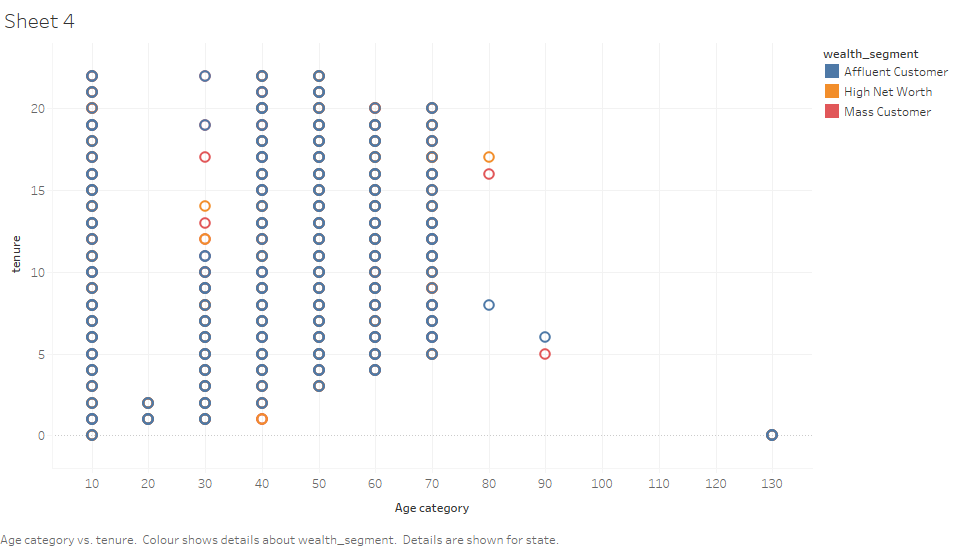 Sheet 4
wealth_segment
Affluent Customer
High Net Worth
Mass Customer
tenure
20
15
10
5
0
10 20 30 40 50 60 70 80 90 100 110 120 130
Age category
Age category vs. tenure. Colour shows details about wealth_segment. Details are shown for state.